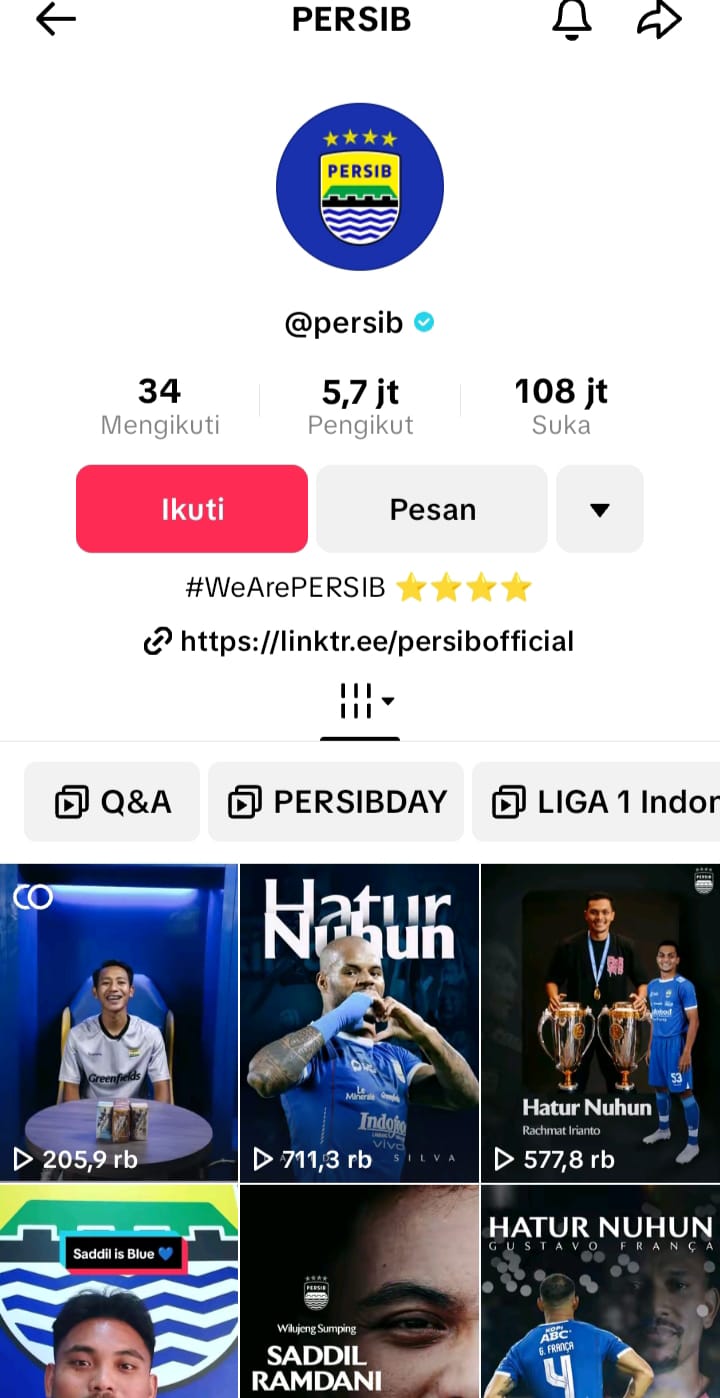 PERSIB
PERSIB
@persib
34
Mengikuti
5,7 jt
Pengikut
108 jt
Suka
Ikuti
Pesan
#WeArePERSIB ⭐⭐⭐⭐
https://linktr.ee/persibofficial
Q&A
PERSIBDAY
LIGA 1 Indon
Greenfields
205,9 rb
Hatur
Nuhun
Le
Minerale
Indofood
vivo
SILVA
711,3 rb
PERSIB
53
Hatur Nuhun
Rachmat Irianto
577,8 rb
Saddil is Blue 💙
PERSIB
Wilujeng Sumping
SADDIL
RAMDANI
HATUR NUHUN
GUSTAVO FRANÇA
KOPI
ABC
G. FRANÇA
4